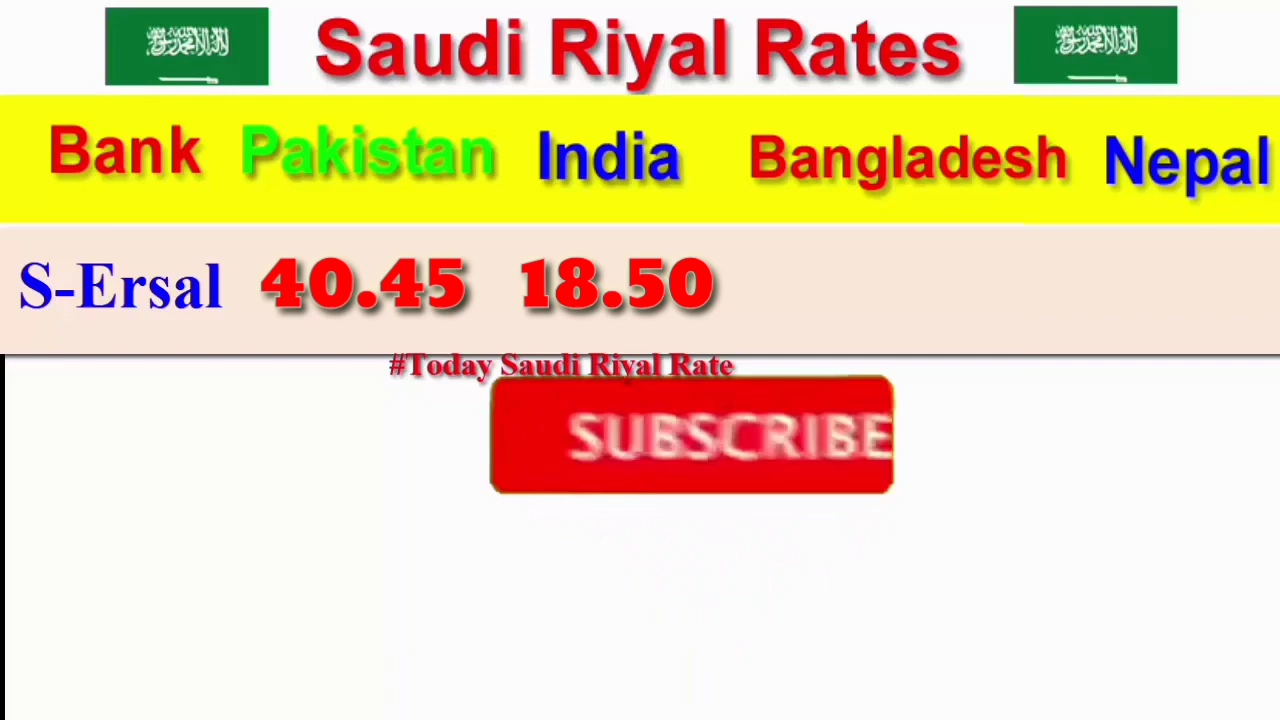 Saudi Riyal Rates
Bank Pakistan India Bangladesh Nepal
S-Ersal 40.45 18.50
#Today Saudi Riyal Rate
SUBSCRIBE